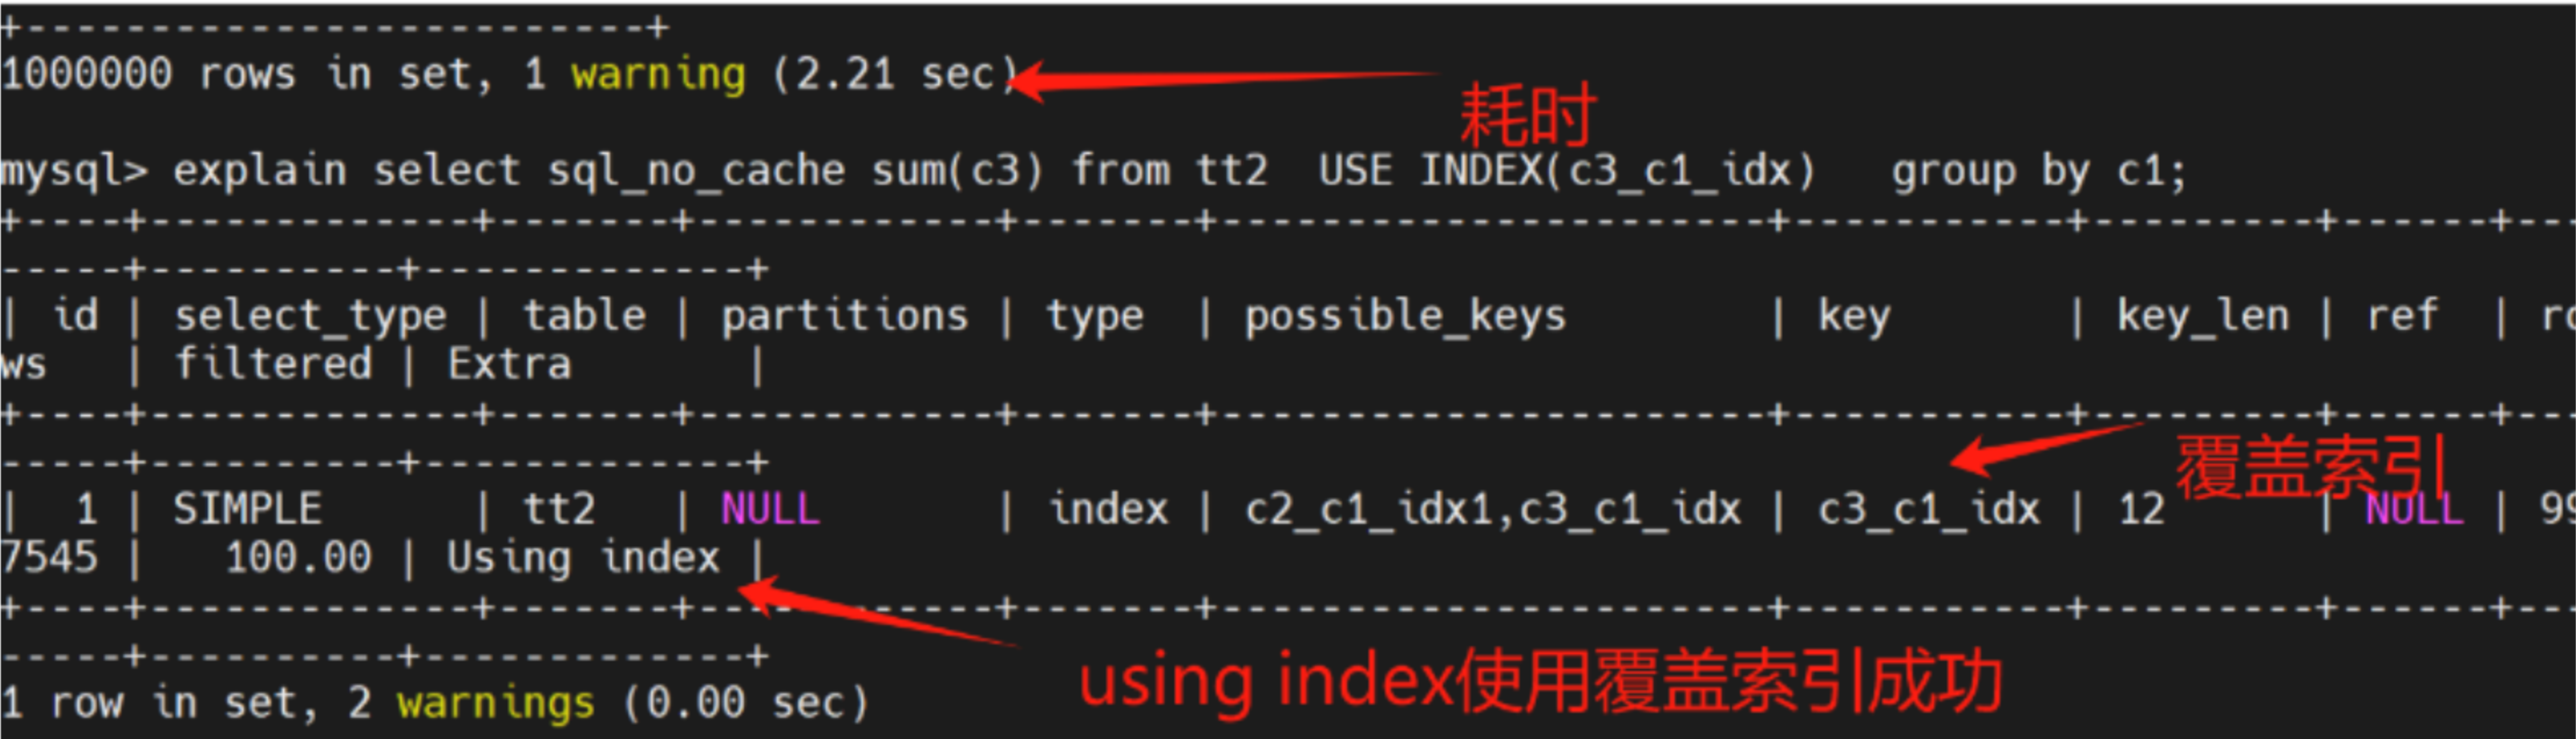 +------------------------+
1000000 rows in set, 1 warning (2.21 sec)
耗时
mysql> explain select sql_no_cache sum(c3) from tt2  USE INDEX(c3_c1_idx)   group by c1;
+----+-------------+-------+------------+-------+----------------------+-----------+---------+------+---
-----+----------+-------------+
| id | select_type | table | partitions | type  | possible_keys        | key       | key_len | ref  | ro
ws   | filtered | Extra       |
+----+-------------+-------+------------+-------+----------------------+-----------+---------+------+---
-----+----------+-------------+
覆盖索引
|  1 | SIMPLE      | tt2   | NULL       | index | c2_c1_idx1,c3_c1_idx | c3_c1_idx | 12      | NULL | 99
7545 |   100.00 | Using index |
+----+-------------+-------+------------+-------+----------------------+-----------+---------+------+---
-----+----------+-------------+
using index使用覆盖索引成功
1 row in set, 2 warnings (0.00 sec)